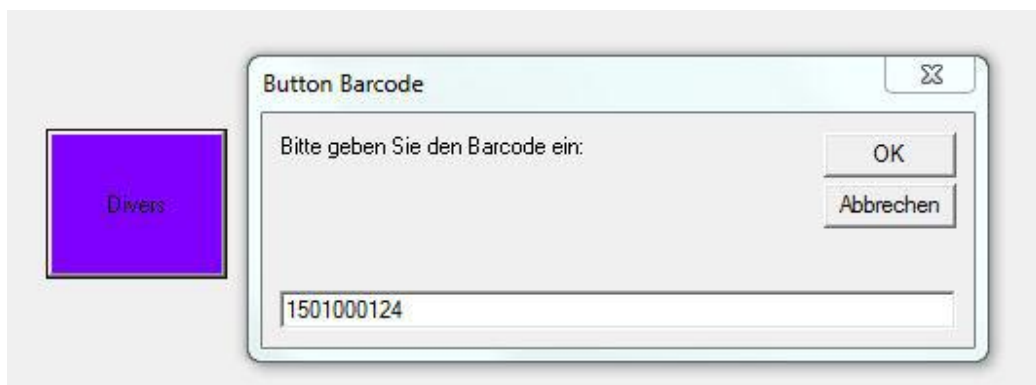 Button Barcode
Bitte geben Sie den Barcode ein:
OK
Divers
Abbrechen
1501000124